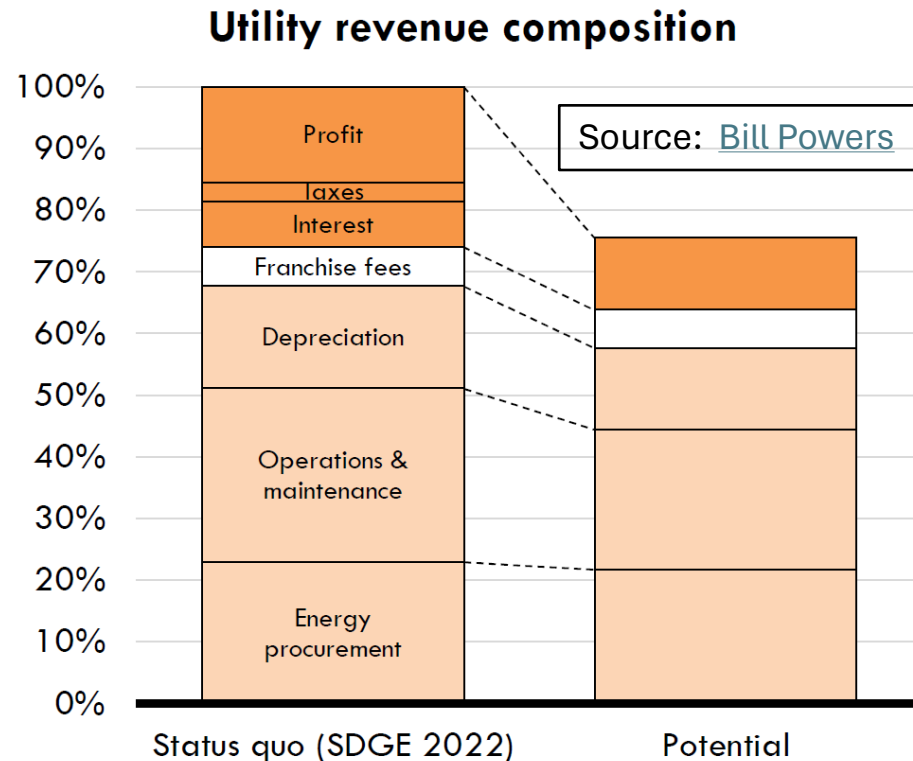 Utility revenue composition
100%
90%
80%
70%
60%
50%
40%
30%
20%
10%
0%
Source: Bill Powers
Profit
Taxes
Interest
Franchise fees
Depreciation
Operations &
maintenance
Energy
procurement
Status quo (SDGE 2022)
Potential